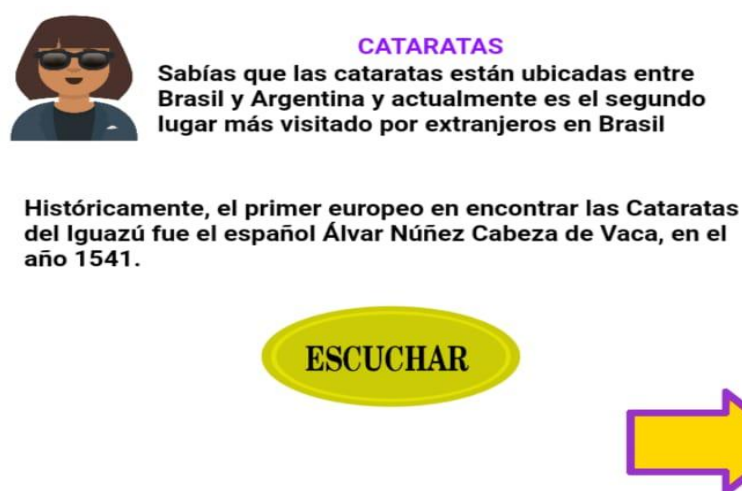 CATARATAS
Sabías que las cataratas están ubicadas entre
Brasil y Argentina y actualmente es el segundo
lugar más visitado por extranjeros en Brasil
Históricamente, el primer europeo en encontrar las Cataratas
del Iguazú fue el español Álvar Núñez Cabeza de Vaca, en el
año 1541.
ESCUCHAR